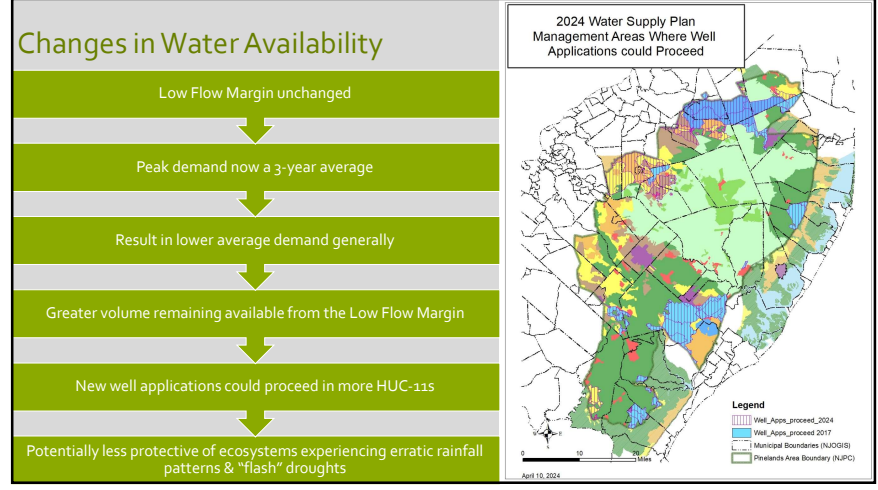 Changes in Water Availability
Low Flow Margin unchanged
Peak demand now a 3-year average
Result in lower average demand generally
Greater volume remaining available from the Low Flow Margin
New well applications could proceed in more HUC-11s
Potentially less protective of ecosystems experiencing erratic rainfall
patterns & "flash" droughts
2024 Water Supply Plan
Management Areas Where Well
Applications could Proceed
Legend
Well_Apps_proceed_2024
Well_Apps_proceed 2017
Municipal Boundaries (NJOGIS)
Pinelands Area Boundary (NJPC)
W E
0 10 20
Miles
April 10, 2024